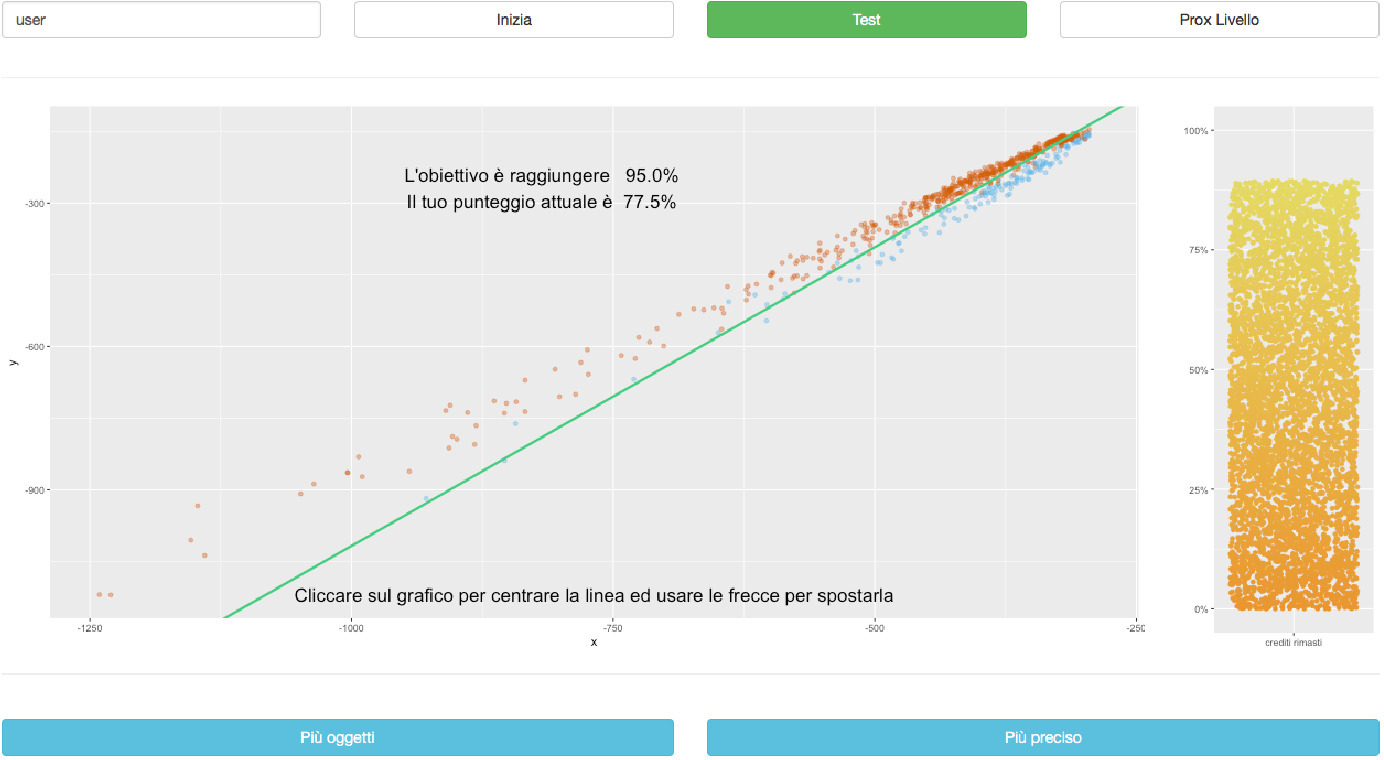 user
Inizia
Test
Prox Livello
L'obiettivo è raggiungere 95.0%
Il tuo punteggio attuale è 77.5%
-300
-600
-900
y
Cliccare sul grafico per centrare la linea ed usare le frecce per spostarla
-1250
-1000
-750
-500
-250
x
100%
75%
50%
25%
0%
crediti rimasti
Più oggetti
Più preciso